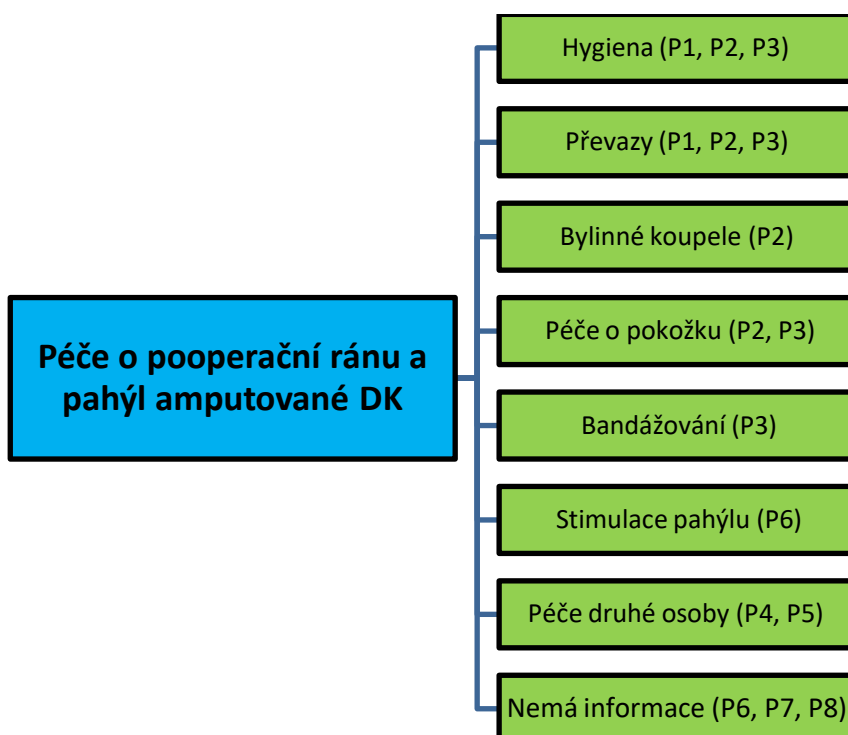 Hygiena (P1, P2, P3)
Převazy (P1, P2, P3)
Bylinné koupele (P2)
Péče o pooperační ránu a
pahýl amputované DK
Péče o pokožku (P2, P3)
Bandážování (P3)
Stimulace pahýlu (P6)
Péče druhé osoby (P4, P5)
Nemá informace (P6, P7, P8)